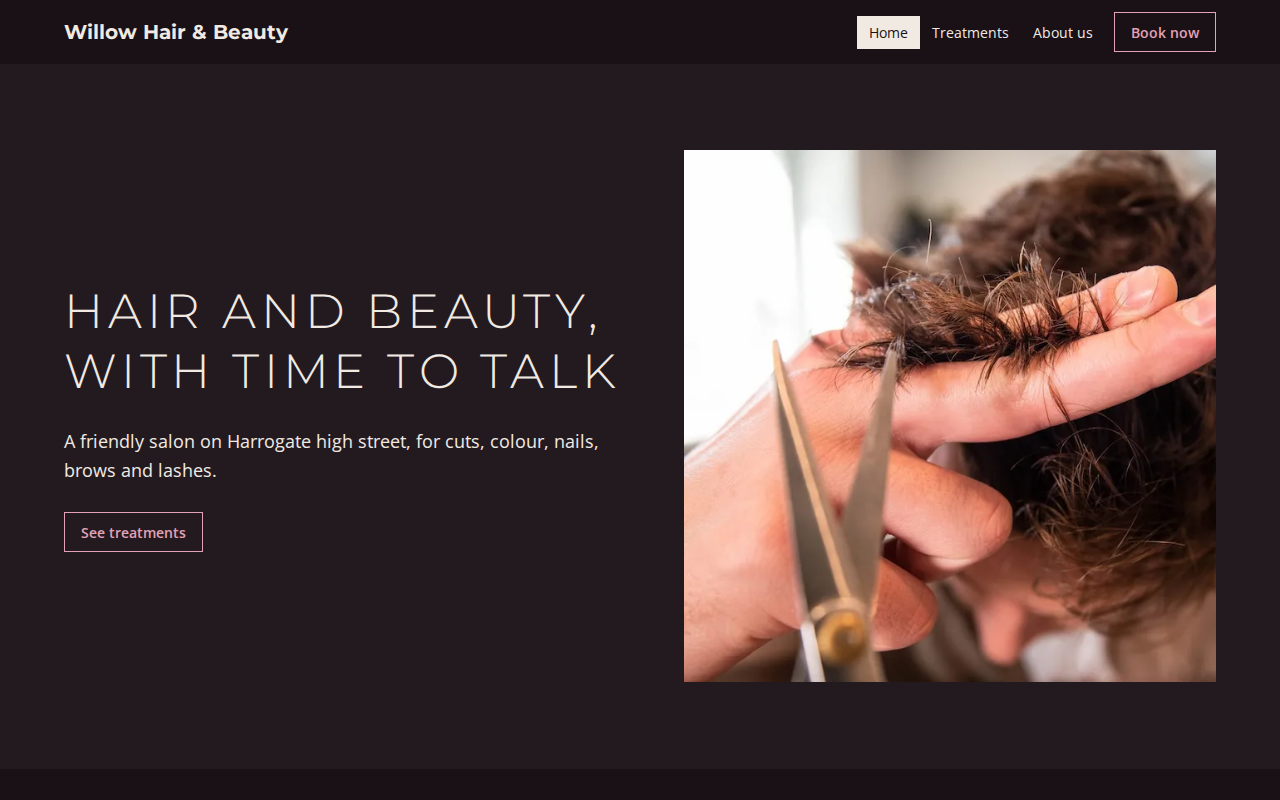 Willow Hair & Beauty
Home
Treatments
About us
Book now
HAIR AND BEAUTY,
WITH TIME TO TALK
A friendly salon on Harrogate high street, for cuts, colour, nails,
brows and lashes.
See treatments